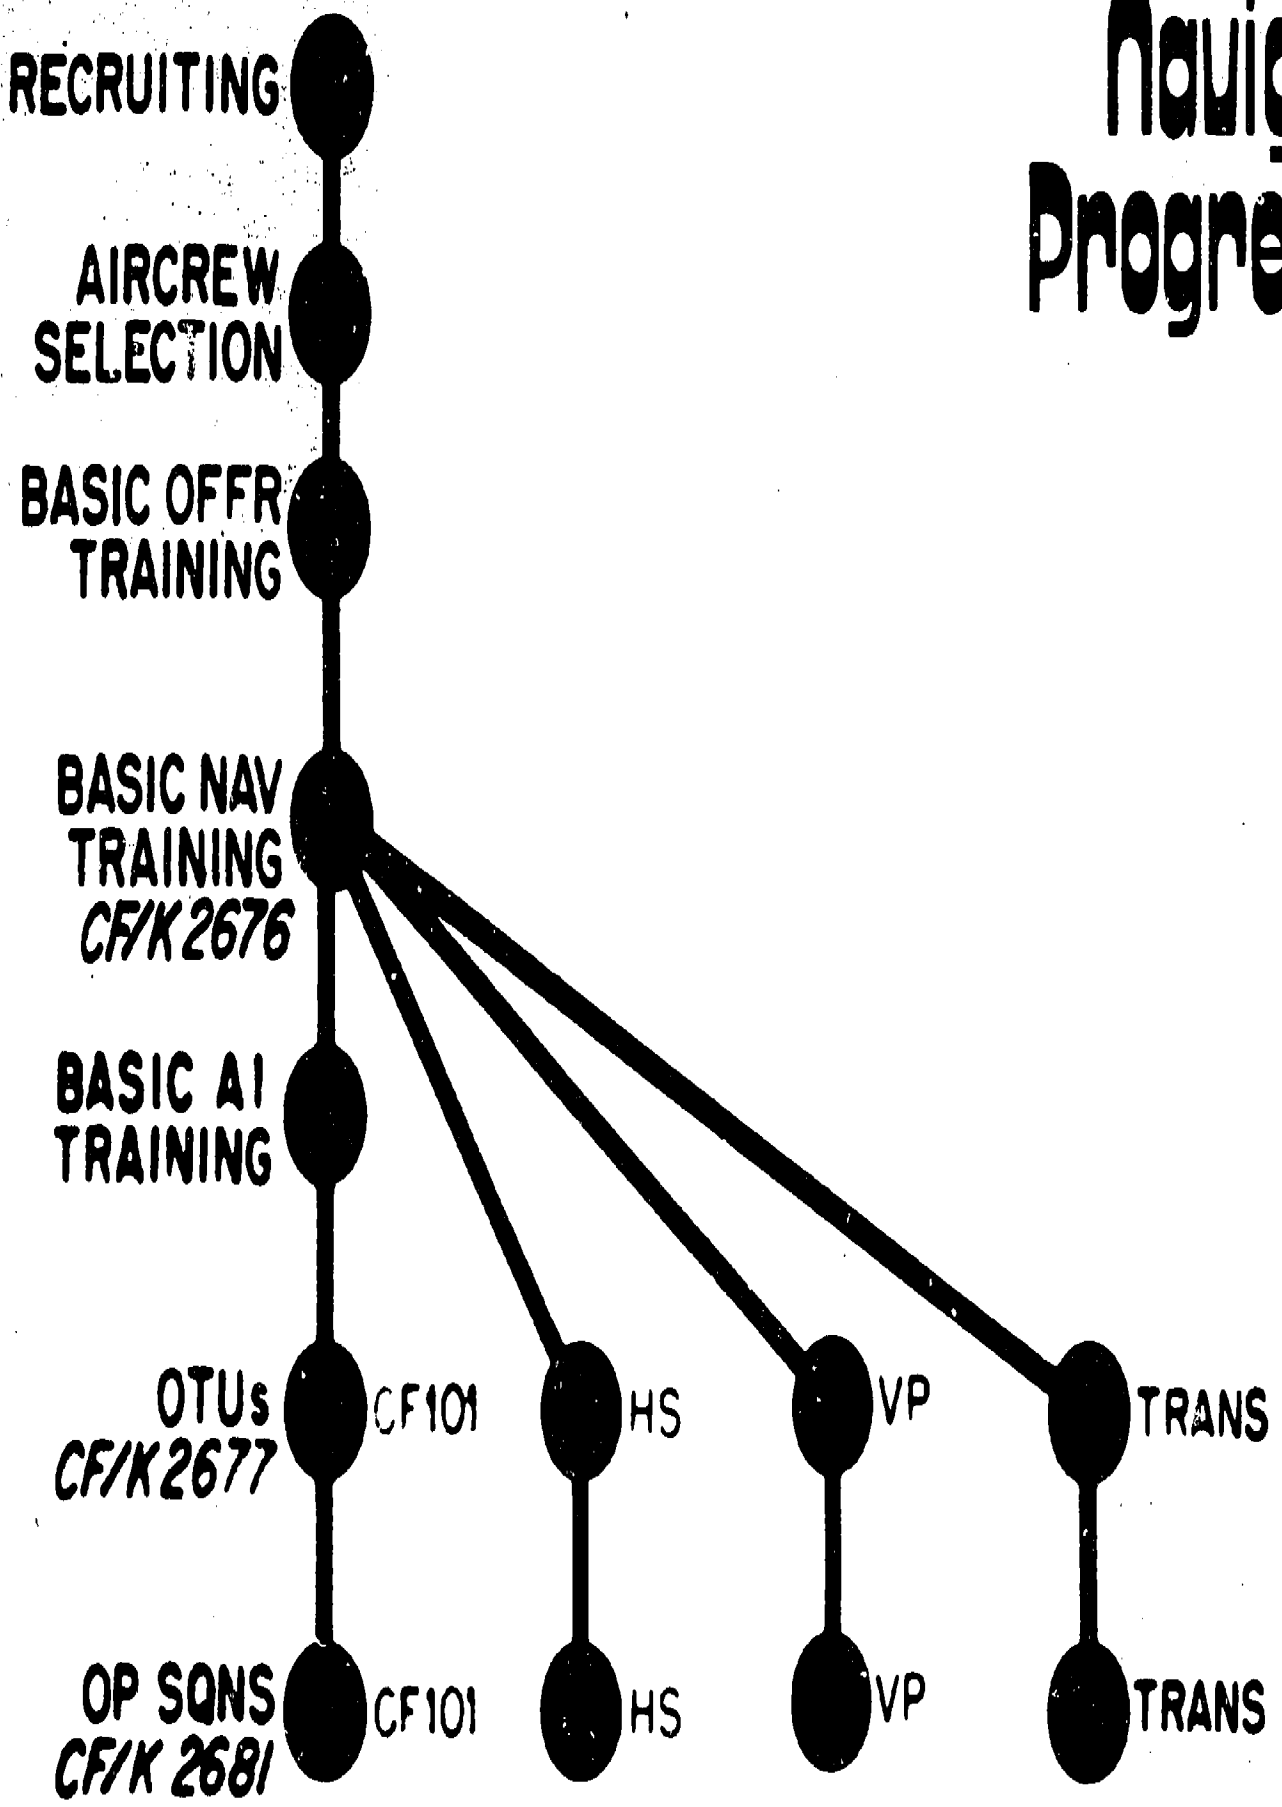 RECRUITING
AIRCREW
SELECTION
BASIC OFFR
TRAINING
BASIC NAV
TRAINING
CF/K 2676
BASIC AI
TRAINING
OTUs CF101 HS VP TRANS
CF/K 2677
OP SQNS CF101 HS VP TRANS
CF/K 2681